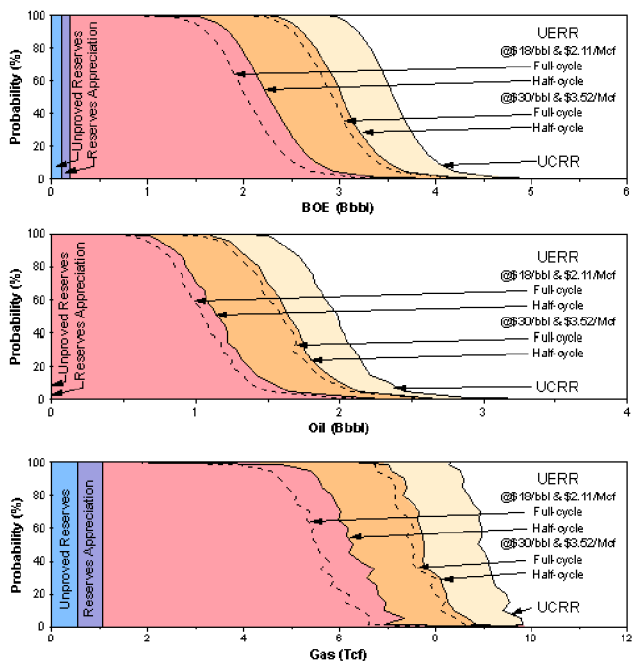 Probability (%)
100
80
60
40
20
0
Unproved Reserves
Reserves Appreciation
UERR
@$18/bbl & $2.11/Mcf
Full-cycle
Half-cycle
@$30/bbl & $3.52/Mcf
Full-cycle
Half-cycle
UCRR
0 1 2 3 4 5 6
BOE (Bbbl)
Probability (%)
100
80
60
40
20
0
Unproved Reserves
Reserves Appreciation
UERR
@$18/bbl & $2.11/Mcf
Full-cycle
Half-cycle
@$30/bbl & $3.52/Mcf
Full-cycle
Half-cycle
UCRR
0 1 2 3 4
Oil (Bbbl)
Probability (%)
100
80
60
40
20
0
Unproved Reserves
Reserves Appreciation
UERR
@$18/bbl & $2.11/Mcf
Full-cycle
Half-cycle
@$30/bbl & $3.52/Mcf
Full-cycle
Half-cycle
UCRR
0 2 4 6 8 10 12
Gas (Tcf)